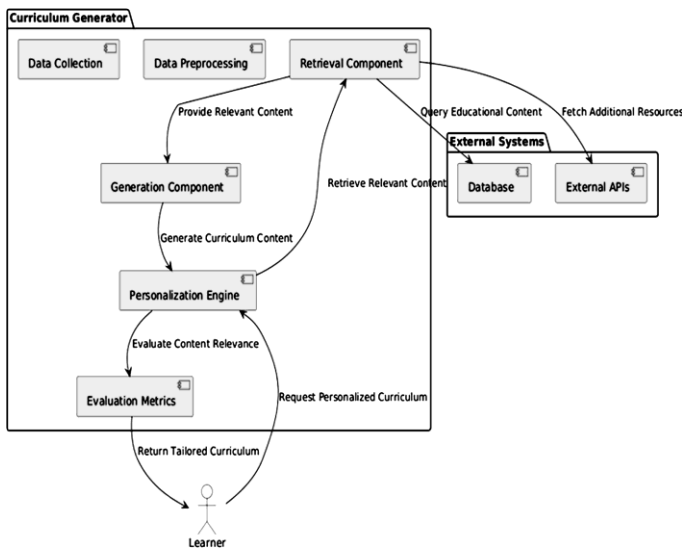 Curriculum Generator
Data Collection
Data Preprocessing
Retrieval Component
Provide Relevant Content
Query Educational Content
Fetch Additional Resources
External Systems
Generation Component
Retrieve Relevant Content
Database
External APIs
Generate Curriculum Content
Personalization Engine
Evaluate Content Relevance
Evaluation Metrics
Request Personalized Curriculum
Return Tailored Curriculum
Learner